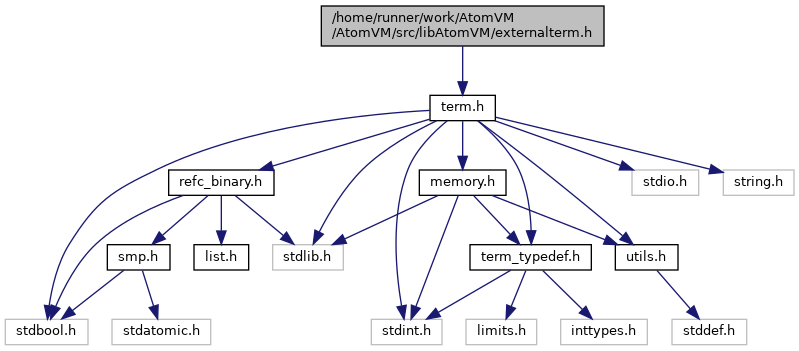 /home/runner/work/AtomVM
/AtomVM/src/libAtomVM/externalterm.h
term.h
refc_binary.h
memory.h
stdio.h
string.h
smp.h
list.h
stdlib.h
term_typedef.h
utils.h
stdbool.h
stdatomic.h
stdint.h
limits.h
inttypes.h
stddef.h